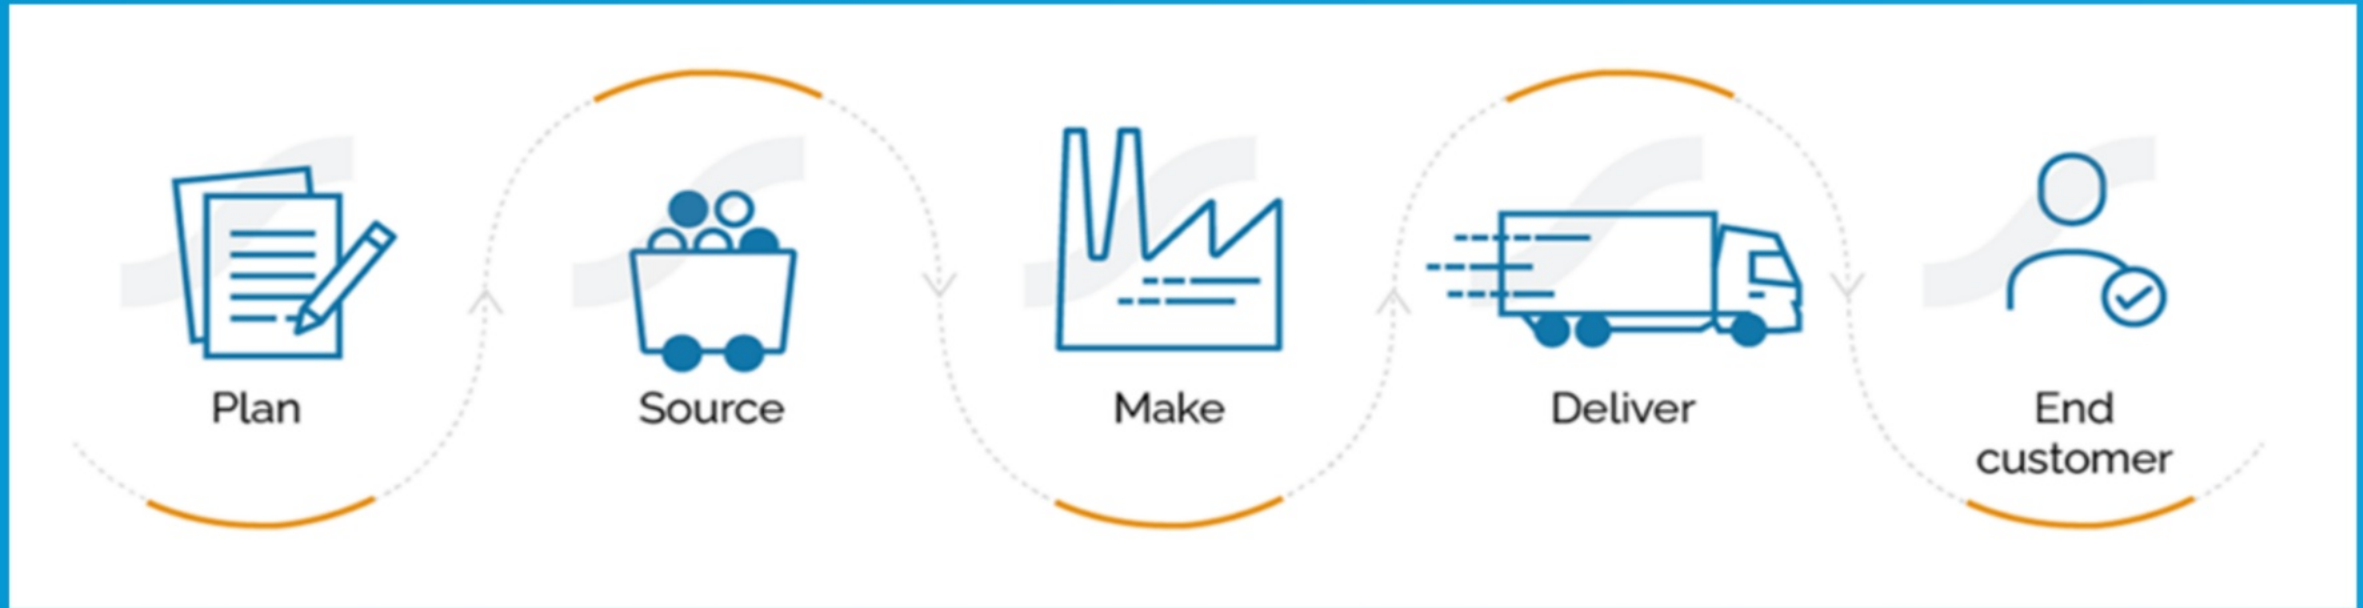 Plan
Source
Make
Deliver
End
customer